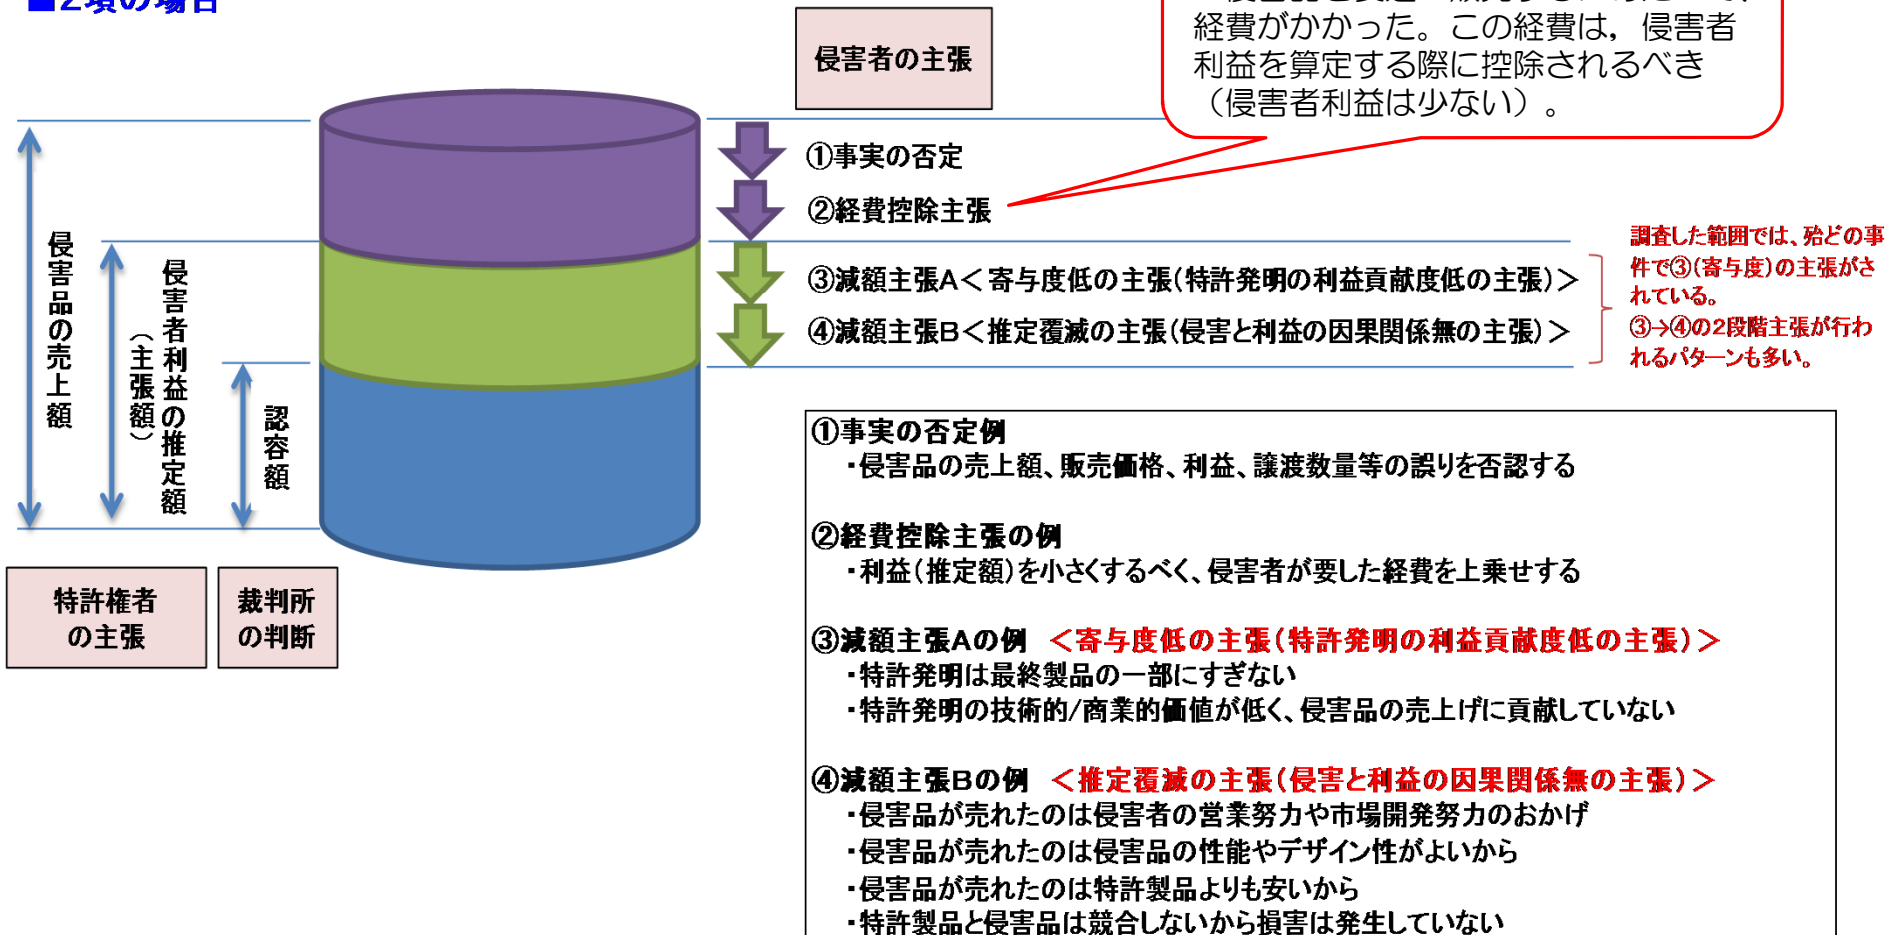 ■2項の場合
経費がかかった。この経費は，侵害者
利益を算定する際に控除されるべき
（侵害者利益は少ない）。
侵害者の主張
①事実の否定
②経費控除主張
③減額主張A＜寄与度低の主張(特許発明の利益貢献度低の主張)＞
④減額主張B＜推定覆滅の主張(侵害と利益の因果関係無の主張)＞
調査した範囲では、殆どの事
件で③(寄与度)の主張がさ
れている。
③→④の2段階主張が行わ
れるパターンも多い。
侵害品の売上額
侵害者利益の推定額
（主張額）
認容額
特許権者
の主張
裁判所
の判断
①事実の否定例
・侵害品の売上額、販売価格、利益、譲渡数量等の誤りを否認する
②経費控除主張の例
・利益(推定額)を小さくするべく、侵害者が要した経費を上乗せする
③減額主張Aの例 ＜寄与度低の主張(特許発明の利益貢献度低の主張)＞
・特許発明は最終製品の一部にすぎない
・特許発明の技術的/商業的価値が低く、侵害品の売上げに貢献していない
④減額主張Bの例 ＜推定覆滅の主張(侵害と利益の因果関係無の主張)＞
・侵害品が売れたのは侵害者の営業努力や市場開発努力のおかげ
・侵害品が売れたのは侵害品の性能やデザイン性がよいから
・侵害品が売れたのは特許製品よりも安いから
・特許製品と侵害品は競合しないから損害は発生していない